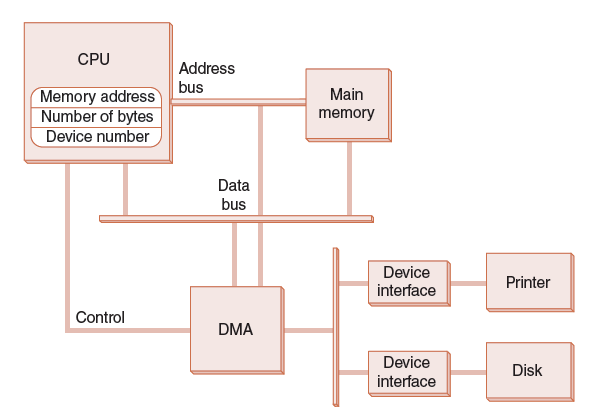 CPU
Memory address
Number of bytes
Device number
Address
bus
Main
memory
Data
bus
Control
DMA
Device
interface
Printer
Device
interface
Disk